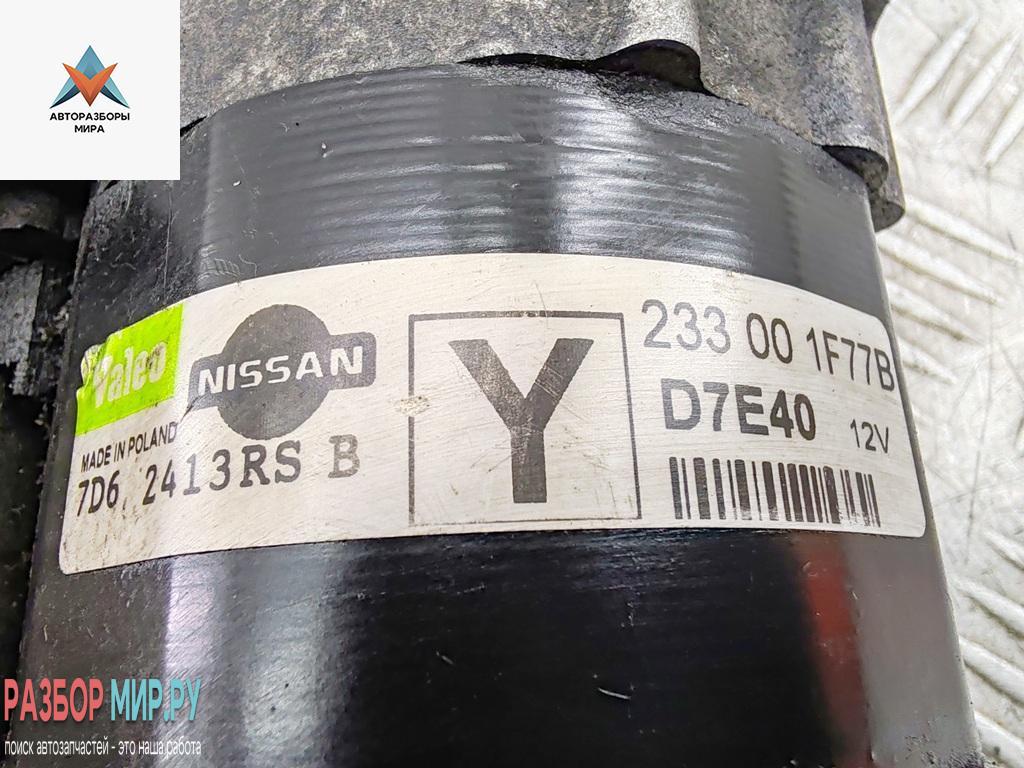 АВТОРАЗБОРЫ
МИРА
Valeo
NISSAN
MADE IN POLAND
7D6, 2413RS B
Y
233 00 1F77B
D7E40 12V
РАЗБОР МИР.РУ
поиск автозапчастей - это наша работа